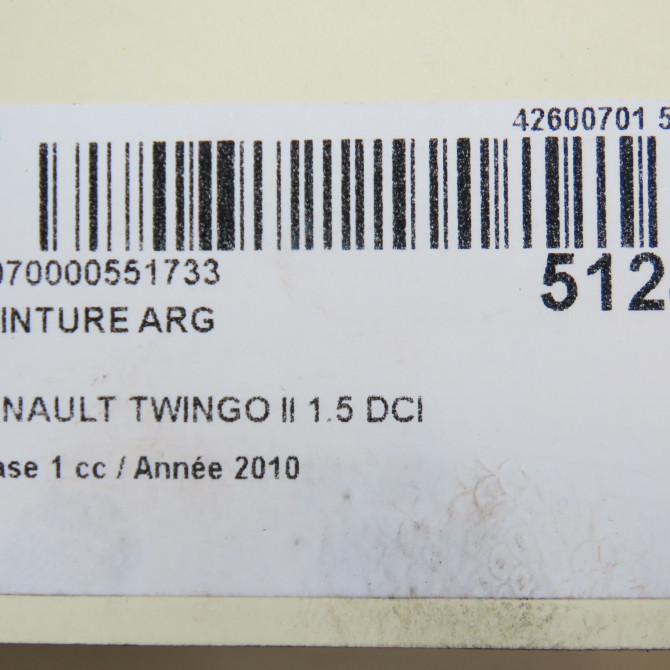 42600701 5
070000551733
512
INTURE ARG
NAULT TWINGO II 1.5 DCI
ase 1 cc / Année 2010